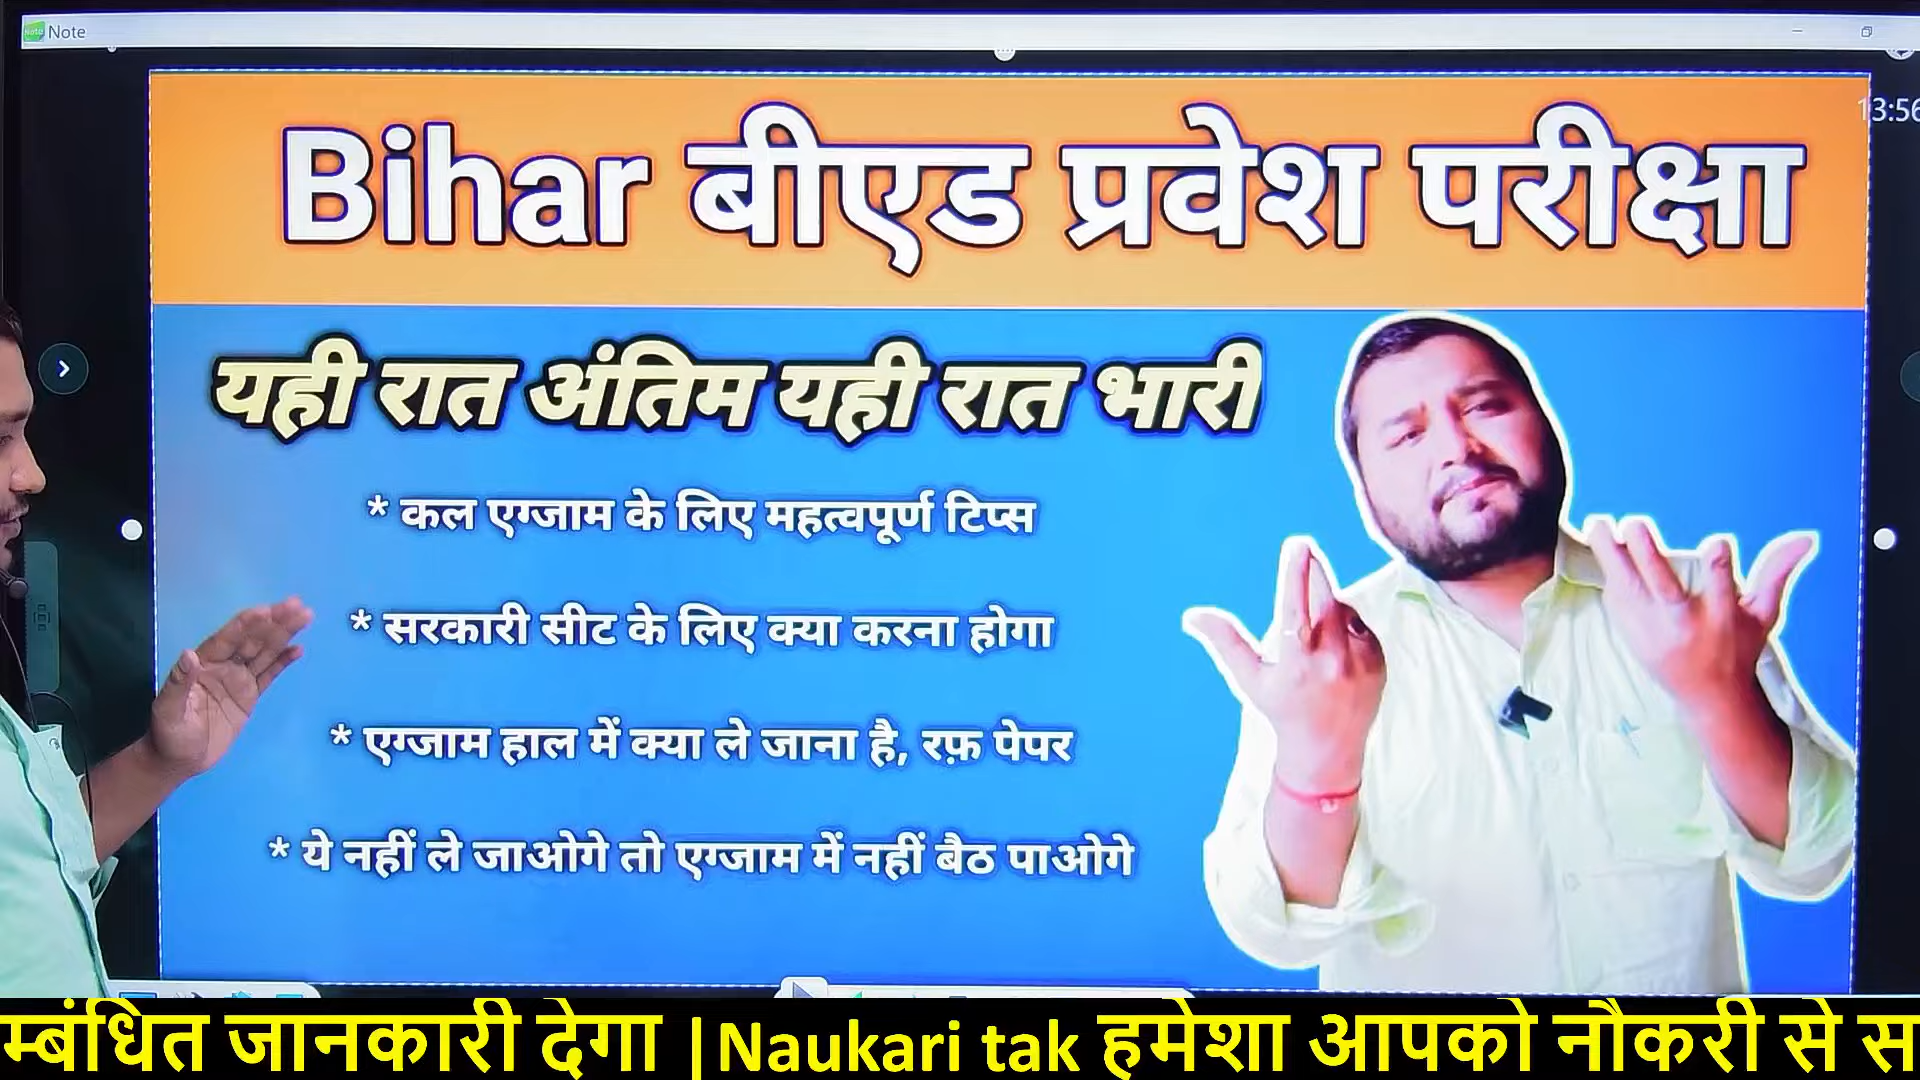 Note
13:56
Bihar बीएड प्रवेश परीक्षा
यही रात अंतिम यही रात भारी
* कल एग्जाम के लिए महत्वपूर्ण टिप्स
* सरकारी सीट के लिए क्या करना होगा
* एग्जाम हाल में क्या ले जाना है, रफ़ पेपर
* ये नहीं ले जाओगे तो एग्जाम में नहीं बैठ पाओगे
म्बंधित जानकारी देगा | Naukari tak हमेशा आपको नौकरी से स